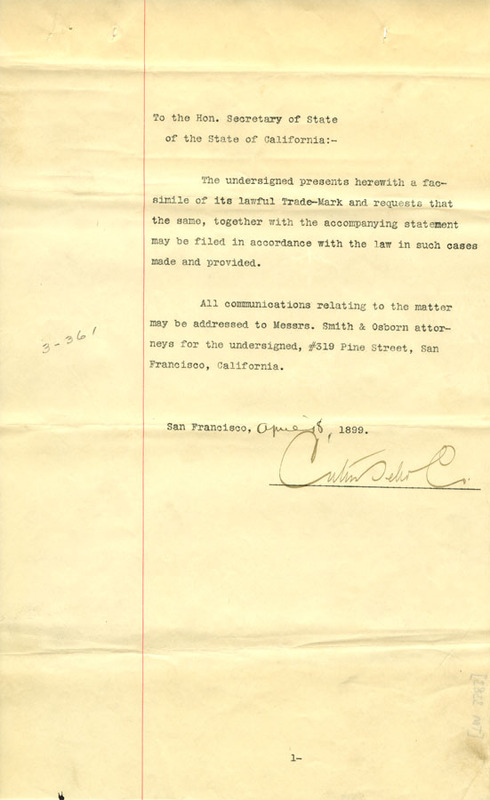 To the Hon. Secretary of State
of the State of California:-
The undersigned presents herewith a fac-
simile of its lawful Trade-Mark and requests that
the same, together with the accompanying statement
may be filed in accordance with the law in such cases
made and provided.
All communications relating to the matter
may be addressed to Messrs. Smith & Osborn attor-
neys for the undersigned, #319 Pine Street, San
Francisco, California.
3-361
San Francisco, April 18, 1899.
Co.
1-